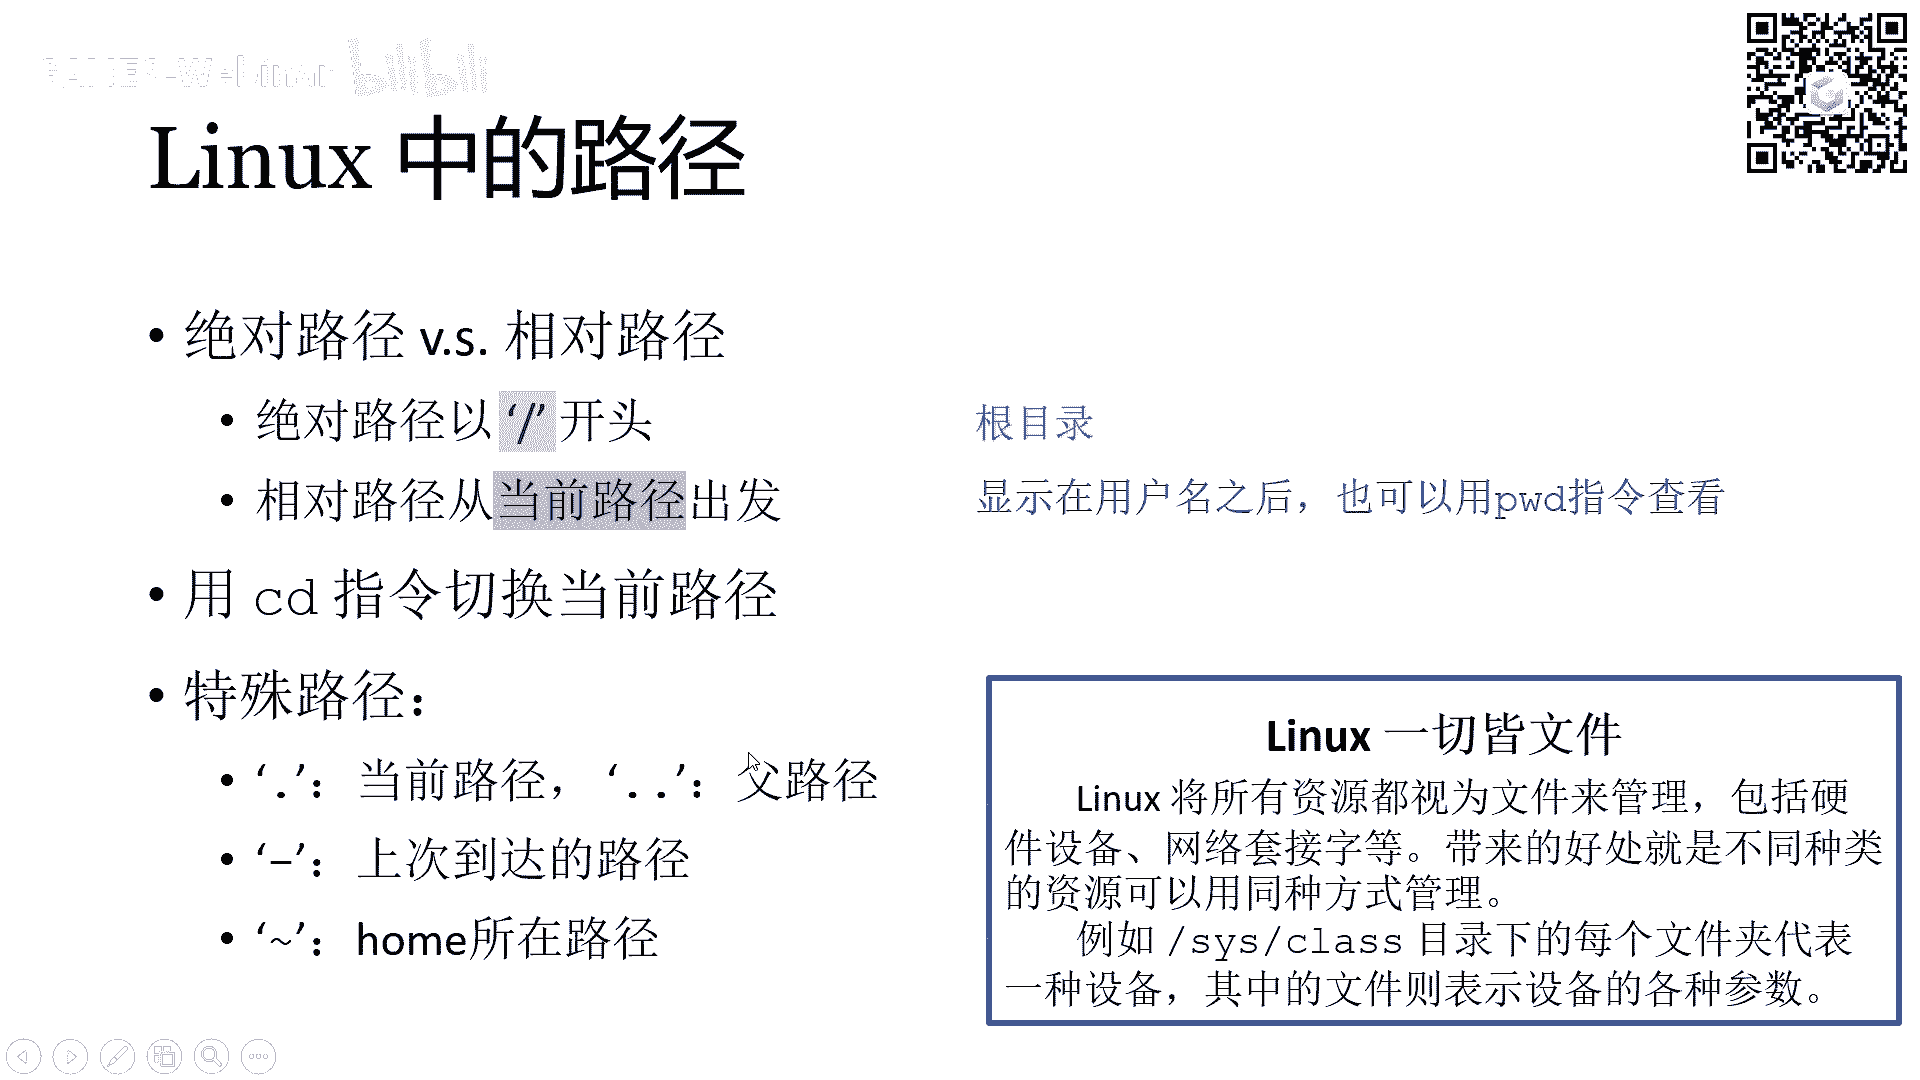 -Webinar bilibili
Linux 中的路径
• 绝对路径 v.s. 相对路径
• 绝对路径以 ‘/’ 开头
根目录
• 相对路径从当前路径出发
显示在用户名之后，也可以用pwd指令查看
• 用 cd 指令切换当前路径
• 特殊路径：
• ‘.’：当前路径，‘..’：父路径
• ‘-’：上次到达的路径
• ‘~’：home所在路径
Linux 一切皆文件
Linux 将所有资源都视为文件来管理，包括硬
件设备、网络套接字等。带来的好处就是不同种类
的资源可以用同种方式管理。
例如 /sys/class 目录下的每个文件夹代表
一种设备，其中的文件则表示设备的各种参数。